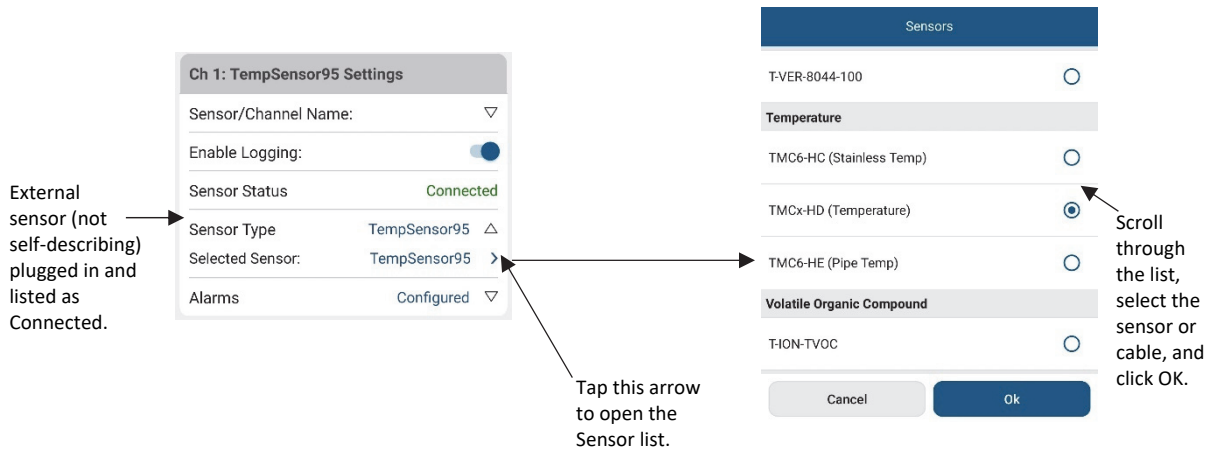 External
sensor (not
self-describing)
plugged in and
listed as
Connected.
Ch 1: TempSensor95 Settings
Sensor/Channel Name:
Enable Logging:
Sensor Status Connected
Sensor Type TempSensor95
Selected Sensor: TempSensor95
Alarms Configured
Tap this arrow
to open the
Sensor list.
Sensors
T-VER-8044-100
Temperature
TMC6-HC (Stainless Temp)
TMCx-HD (Temperature)
TMC6-HE (Pipe Temp)
Volatile Organic Compound
T-ION-TVOC
Cancel Ok
Scroll
through
the list,
select the
sensor or
cable, and
click OK.